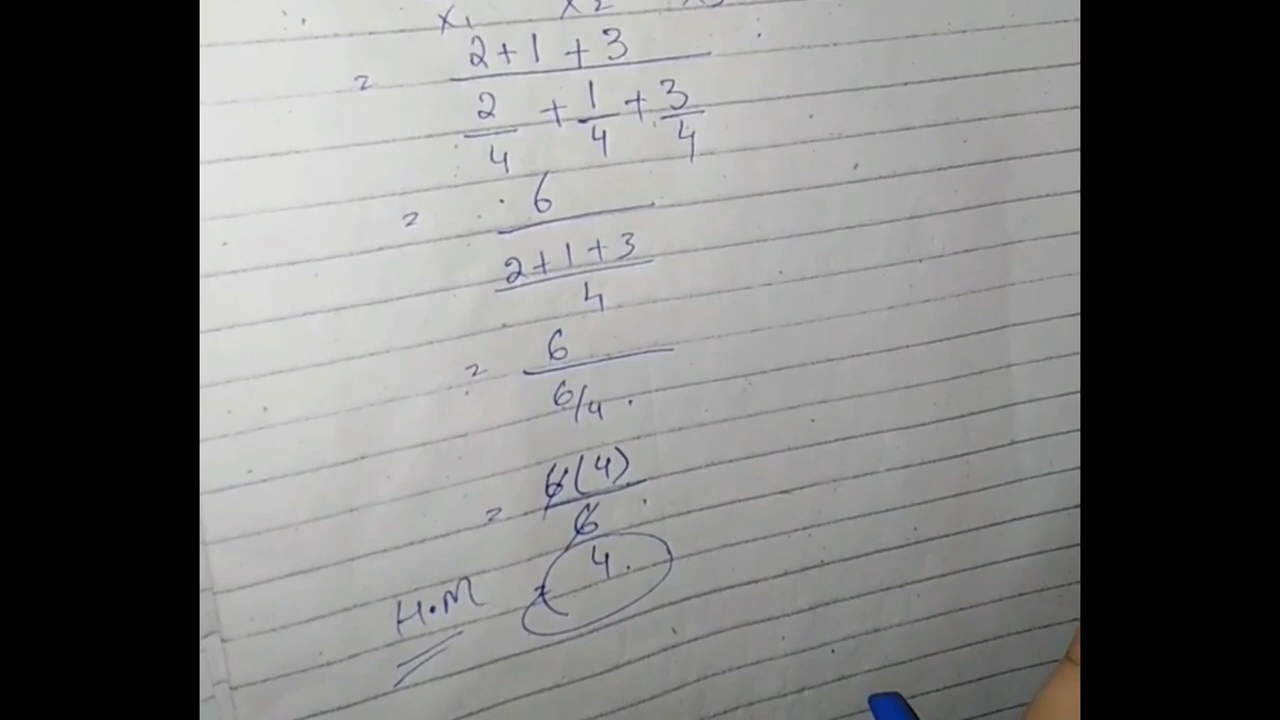 x1 x2 x3
= 2+1+3
2/4 + 1/4 + 3/4
= 6
2+1+3
4
= 6
6/4
= 6(4)
6
H.M = 4.